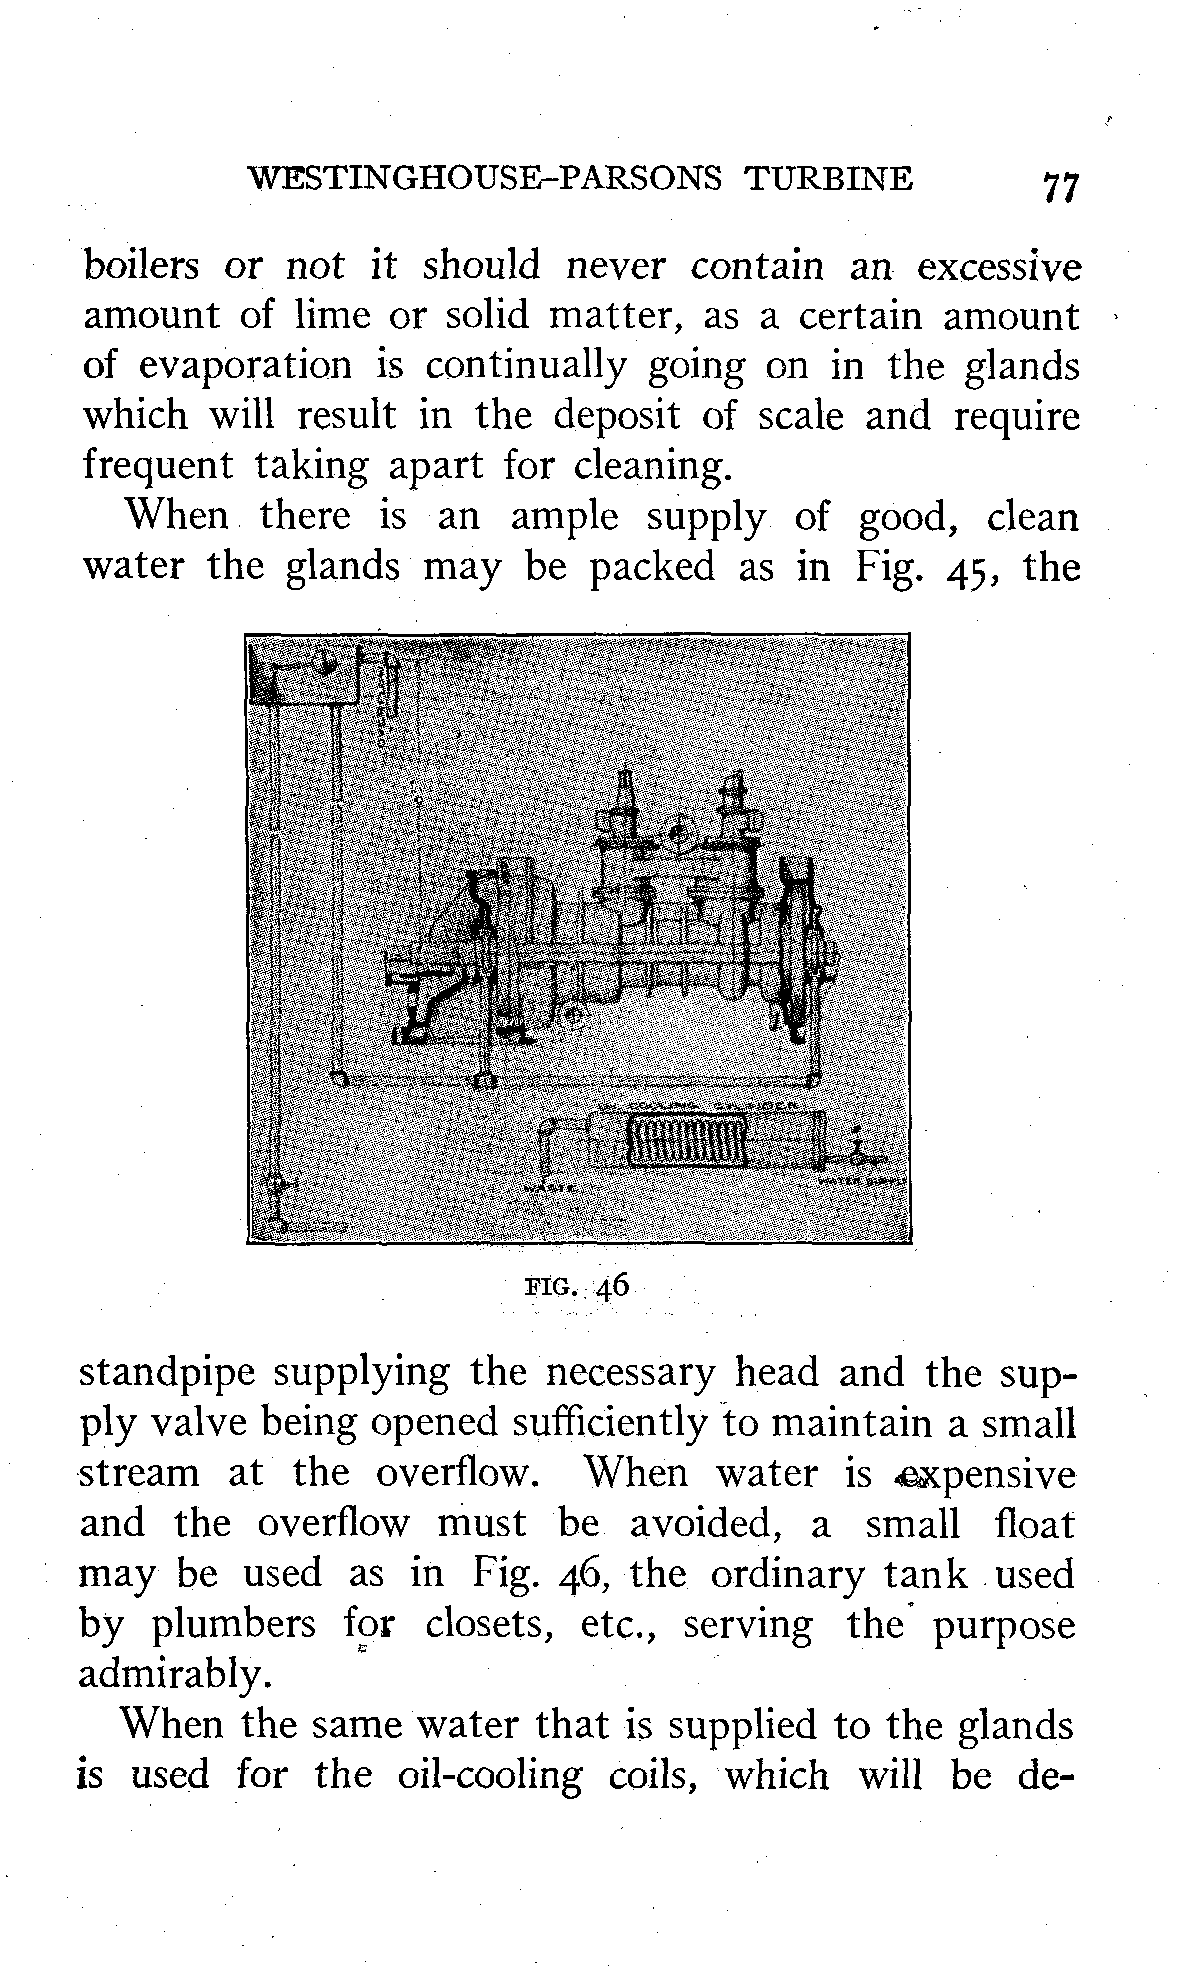 WESTINGHOUSE-PARSONS TURBINE 77
boilers or not it should never contain an excessive
amount of lime or solid matter, as a certain amount
of evaporation is continually going on in the glands
which will result in the deposit of scale and require
frequent taking apart for cleaning.
When there is an ample supply of good, clean
water the glands may be packed as in Fig. 45, the
WATER SUPPLY
WASTE
FIG. 46
standpipe supplying the necessary head and the sup-
ply valve being opened sufficiently to maintain a small
stream at the overflow. When water is expensive
and the overflow must be avoided, a small float
may be used as in Fig. 46, the ordinary tank used
by plumbers for closets, etc., serving the purpose
admirably.
When the same water that is supplied to the glands
is used for the oil-cooling coils, which will be de-